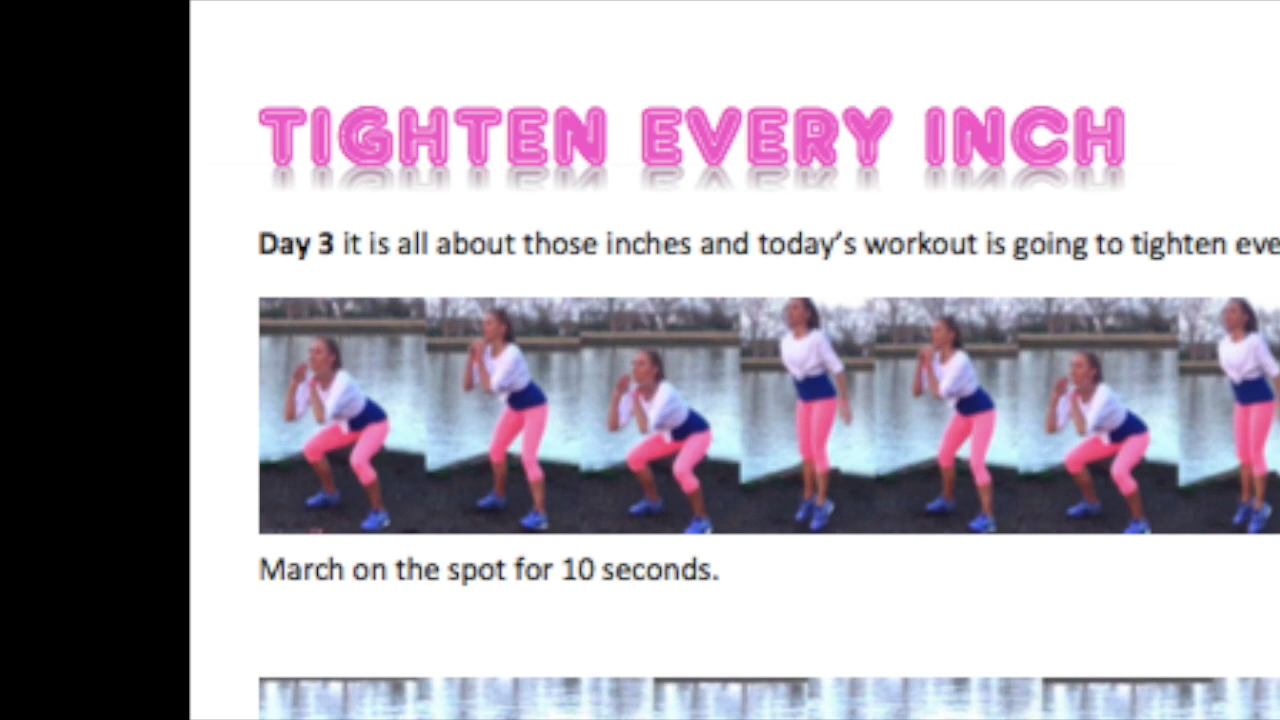 TIGHTEN EVERY INCH
Day 3 it is all about those inches and today's workout is going to tighten
March on the spot for 10 seconds.